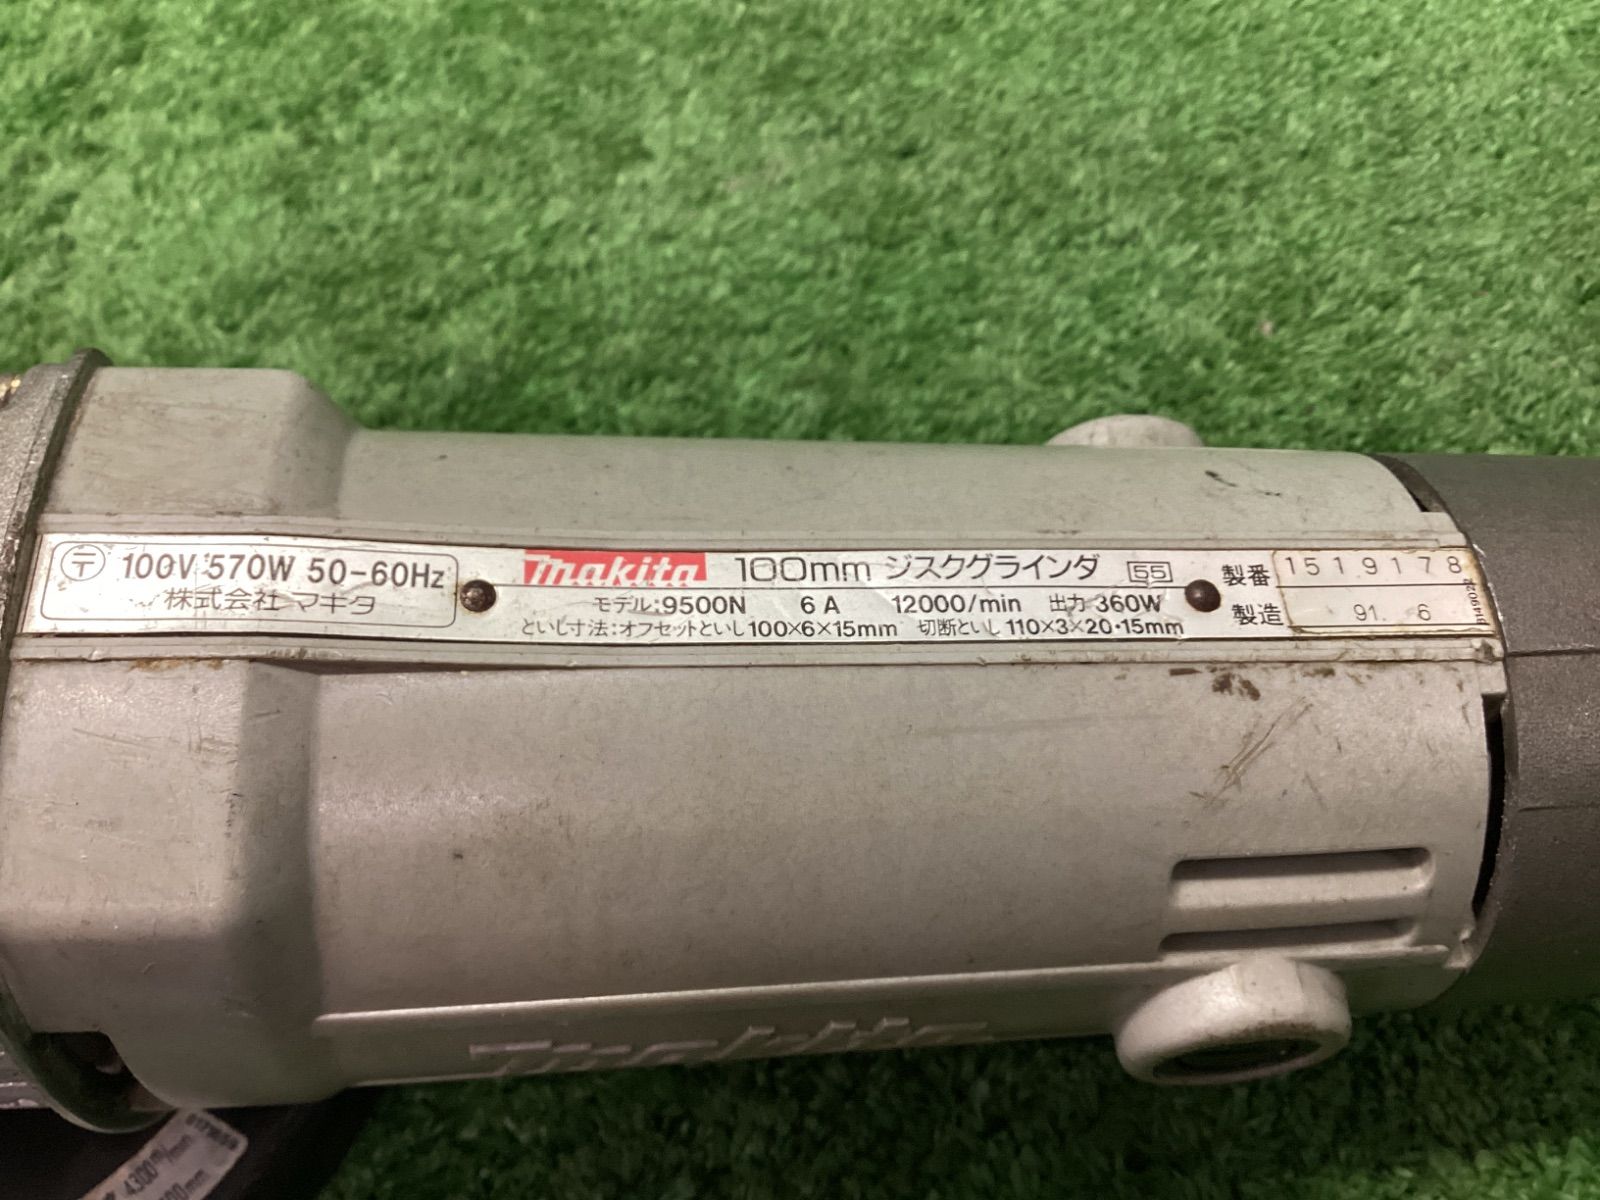 〒 100V 570W 50-60Hz
株式会社 マキタ
makita 100mm ジスクグラインダ 55
モデル:9500N 6A 12000/min 出力 360W
といし寸法:オフセットといし 100×6×15mm 切断といし 110×3×20・15mm
製番 1519178
製造 91. 6
makita
4300m/min